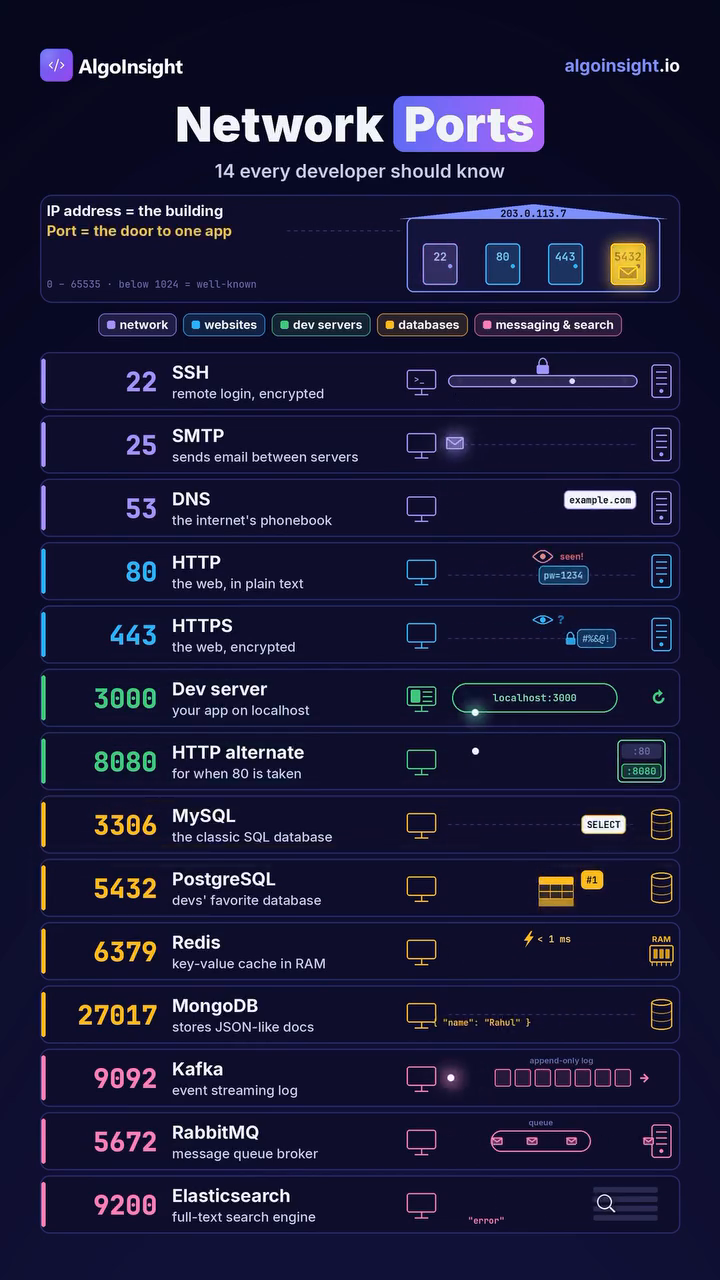 </> AlgoInsight
algoinsight.io
Network Ports
14 every developer should know
IP address = the building
Port = the door to one app
0 – 65535 · below 1024 = well-known
203.0.113.7
22 80 443 5432
network websites dev servers databases messaging & search
22 SSH
remote login, encrypted
>_
25 SMTP
sends email between servers
53 DNS
the internet's phonebook
example.com
80 HTTP
the web, in plain text
seen!
pw=1234
443 HTTPS
the web, encrypted
?
#%&@!
3000 Dev server
your app on localhost
localhost:3000
8080 HTTP alternate
for when 80 is taken
:80
:8080
3306 MySQL
the classic SQL database
SELECT
5432 PostgreSQL
devs' favorite database
#1
6379 Redis
key-value cache in RAM
< 1 ms
RAM
27017 MongoDB
stores JSON-like docs
{ "name": "Rahul" }
9092 Kafka
event streaming log
append-only log
5672 RabbitMQ
message queue broker
queue
9200 Elasticsearch
full-text search engine
"error"